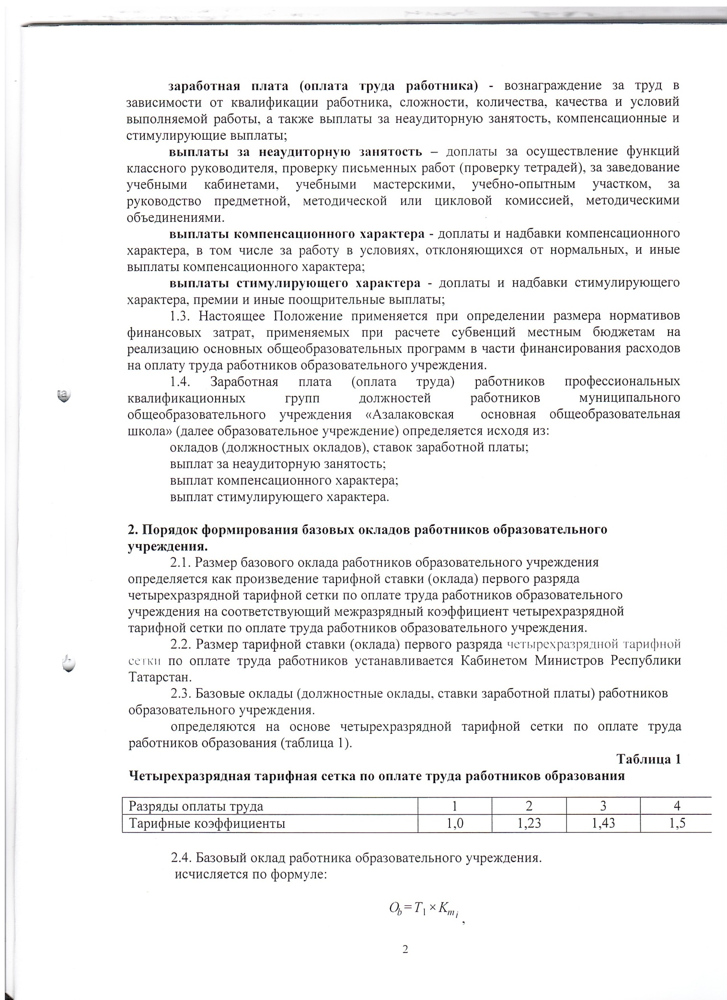 заработная плата (оплата труда работника) - вознаграждение за труд в
зависимости от квалификации работника, сложности, количества, качества и условий
выполняемой работы, а также выплаты за неаудиторную занятость, компенсационные и
стимулирующие выплаты;
выплаты за неаудиторную занятость – доплаты за осуществление функций
классного руководителя, проверку письменных работ (проверку тетрадей), за заведование
учебными кабинетами, учебными мастерскими, учебно-опытным участком, за
руководство предметной, методической или цикловой комиссией, методическими
объединениями.
выплаты компенсационного характера - доплаты и надбавки компенсационного
характера, в том числе за работу в условиях, отклоняющихся от нормальных, и иные
выплаты компенсационного характера;
выплаты стимулирующего характера - доплаты и надбавки стимулирующего
характера, премии и иные поощрительные выплаты;
1.3. Настоящее Положение применяется при определении размера нормативов
финансовых затрат, применяемых при расчете субвенций местным бюджетам на
реализацию основных общеобразовательных программ в части финансирования расходов
на оплату труда работников образовательного учреждения.
1.4. Заработная плата (оплата труда) работников профессиональных
квалификационных групп должностей работников муниципального
общеобразовательного учреждения «Азалаковская основная общеобразовательная
школа» (далее образовательное учреждение) определяется исходя из:
окладов (должностных окладов), ставок заработной платы;
выплат за неаудиторную занятость;
выплат компенсационного характера;
выплат стимулирующего характера.
2. Порядок формирования базовых окладов работников образовательного
учреждения.
2.1. Размер базового оклада работников образовательного учреждения
определяется как произведение тарифной ставки (оклада) первого разряда
четырехразрядной тарифной сетки по оплате труда работников образовательного
учреждения на соответствующий межразрядный коэффициент четырехразрядной
тарифной сетки по оплате труда работников образовательного учреждения.
2.2. Размер тарифной ставки (оклада) первого разряда четырехразрядной тарифной
сетки по оплате труда работников устанавливается Кабинетом Министров Республики
Татарстан.
2.3. Базовые оклады (должностные оклады, ставки заработной платы) работников
образовательного учреждения.
определяются на основе четырехразрядной тарифной сетки по оплате труда
работников образования (таблица 1).
Таблица 1
Четырехразрядная тарифная сетка по оплате труда работников образования
Разряды оплаты труда 1 2 3 4
Тарифные коэффициенты 1,0 1,23 1,43 1,5
2.4. Базовый оклад работника образовательного учреждения.
исчисляется по формуле:
O_b = T_1 × K_{m_i},
2